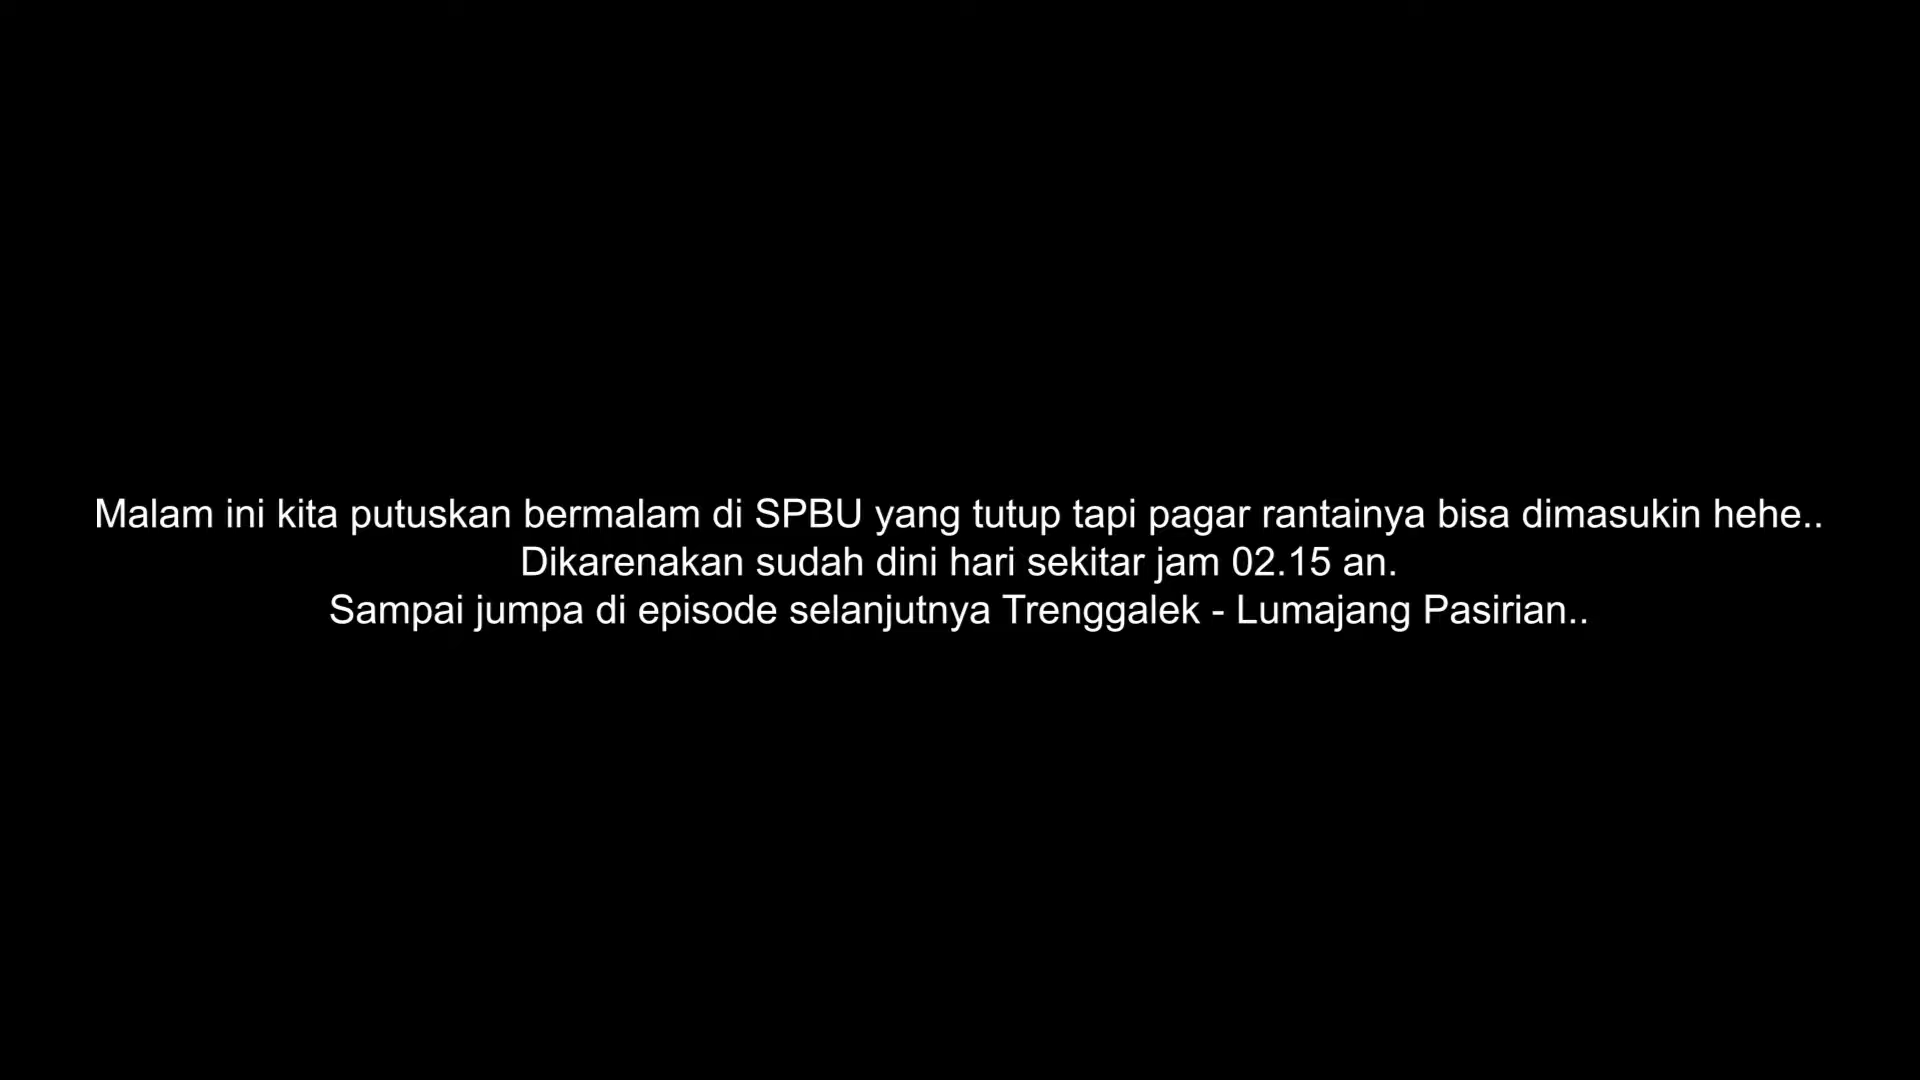 Malam ini kita putuskan bermalam di SPBU yang tutup tapi pagar rantainya bisa dimasukin hehe..
Dikarenakan sudah dini hari sekitar jam 02.15 an.
Sampai jumpa di episode selanjutnya Trenggalek - Lumajang Pasirian..